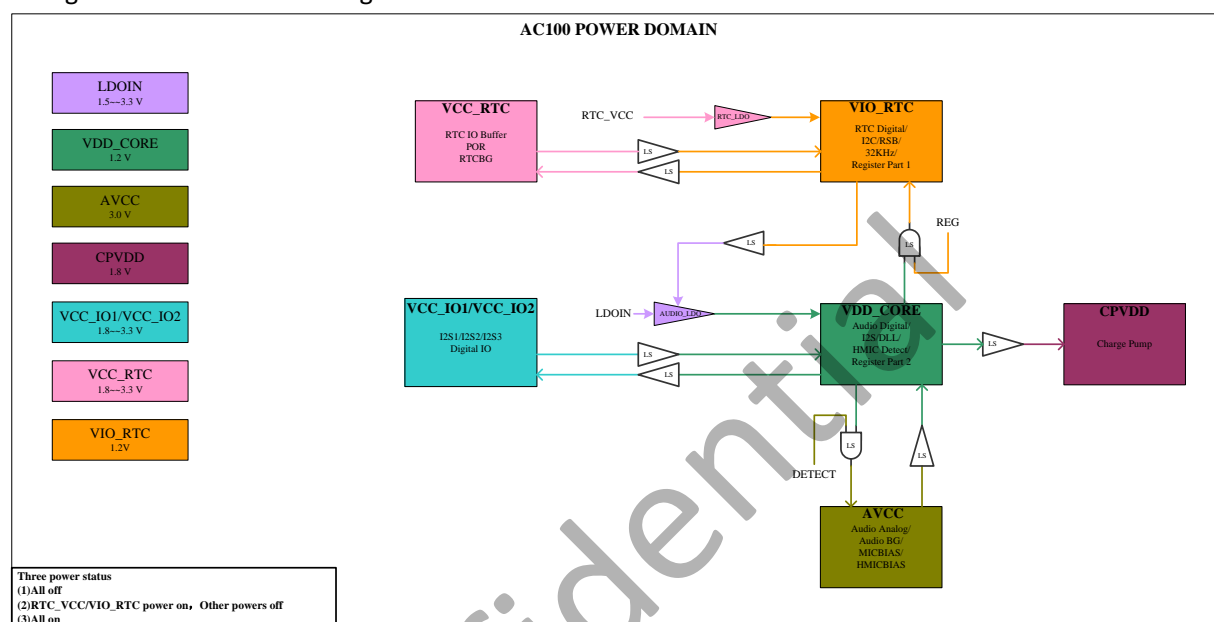 AC100 POWER DOMAIN
LDOIN
1.5~~3.3 V
VDD_CORE
1.2 V
AVCC
3.0 V
CPVDD
1.8 V
VCC_IO1/VCC_IO2
1.8~~3.3 V
VCC_RTC
1.8~~3.3 V
VIO_RTC
1.2V
VCC_RTC
RTC IO Buffer
POR
RTCBG
RTC_VCC
RTC_LDO
LS
LS
VIO_RTC
RTC Digital/
I2C/RSB/
32KHz/
Register Part 1
LS
LS
REG
VCC_IO1/VCC_IO2
I2S1/I2S2/I2S3
Digital IO
LDOIN
AUDIO_LDO
LS
LS
VDD_CORE
Audio Digital/
I2S/DLL/
HMIC Detect/
Register Part 2
LS
CPVDD
Charge Pump
LS
LS
DETECT
AVCC
Audio Analog/
Audio BG/
MICBIAS/
HMICBIAS
Three power status
(1)All off
(2)RTC_VCC/VIO_RTC power on，Other powers off
(3)All on
fidential